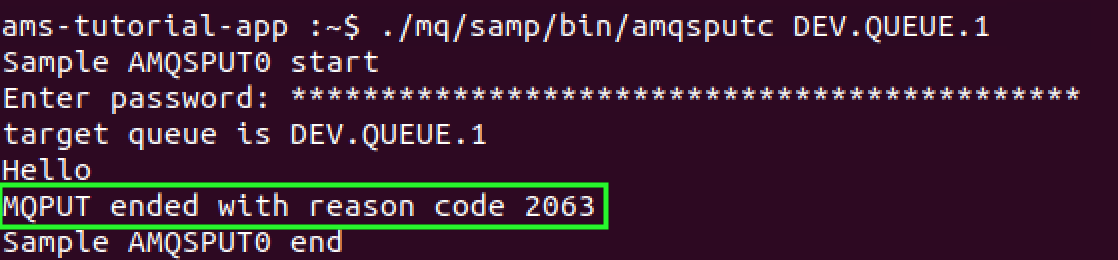 ams-tutorial-app :~$ ./mq/samp/bin/amqsputc DEV.QUEUE.1
Sample AMQSPUT0 start
Enter password: ********************************************
target queue is DEV.QUEUE.1
Hello
MQPUT ended with reason code 2063
Sample AMQSPUT0 end